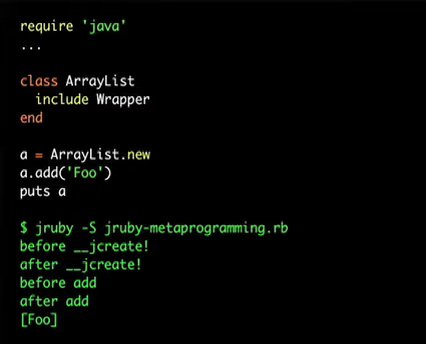 require 'java'
...
class ArrayList
include Wrapper
end
a = ArrayList.new
a.add('Foo')
puts a
$ jruby -S jruby-metaprogramming.rb
before __jcreate!
after __jcreate!
before add
after add
[Foo]